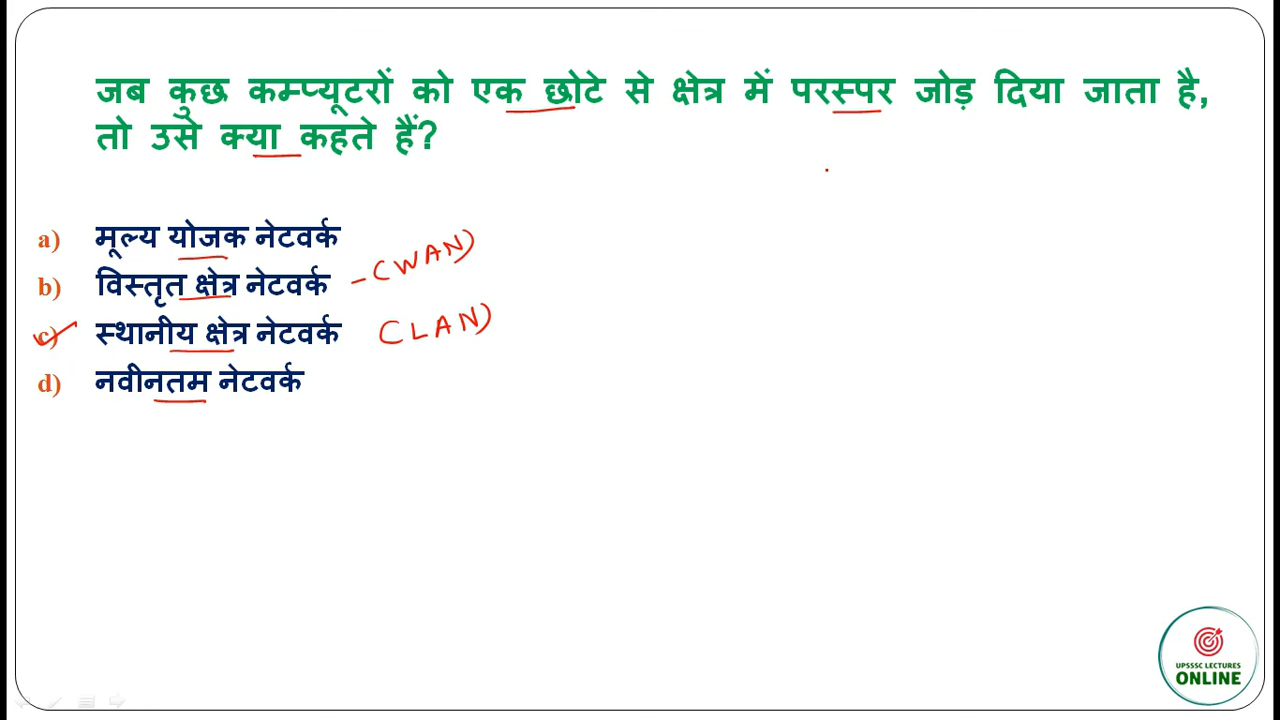 जब कुछ कम्प्यूटरों को एक छोटे से क्षेत्र में परस्पर जोड़ दिया जाता है,
तो उसे क्या कहते हैं?
a) मूल्य योजक नेटवर्क
b) विस्तृत क्षेत्र नेटवर्क - (WAN)
c) स्थानीय क्षेत्र नेटवर्क (LAN)
d) नवीनतम नेटवर्क
UPSSSC LECTURES
ONLINE